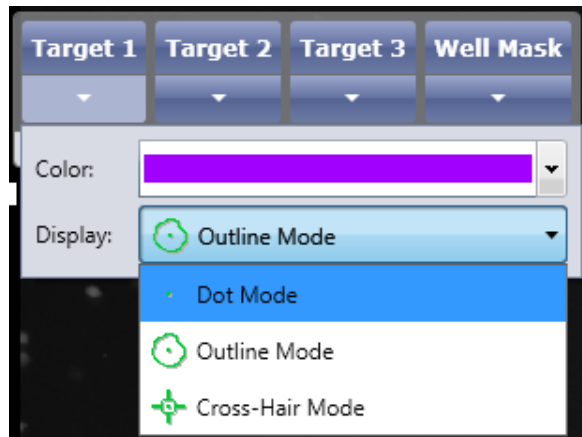 Target 1 Target 2 Target 3 Well Mask
Color:
Display: Outline Mode
Dot Mode
Outline Mode
Cross-Hair Mode